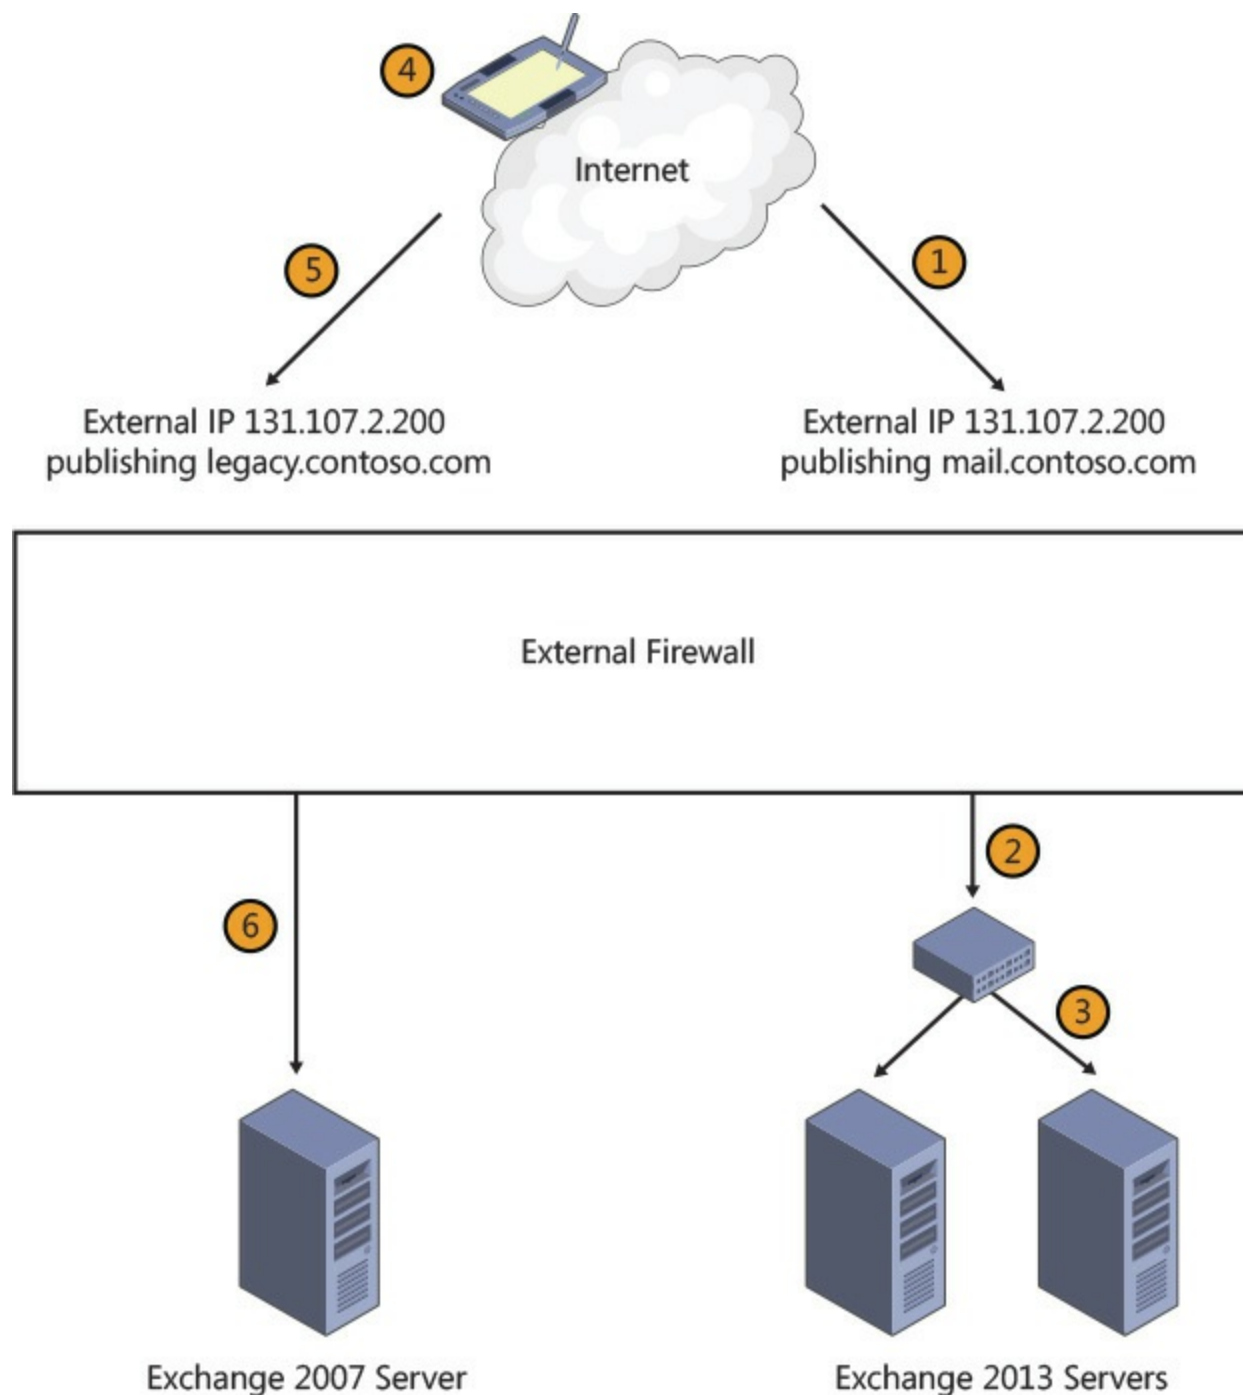 4
Internet
5
1
External IP 131.107.2.200
publishing legacy.contoso.com
External IP 131.107.2.200
publishing mail.contoso.com
External Firewall
2
6
3
Exchange 2007 Server
Exchange 2013 Servers